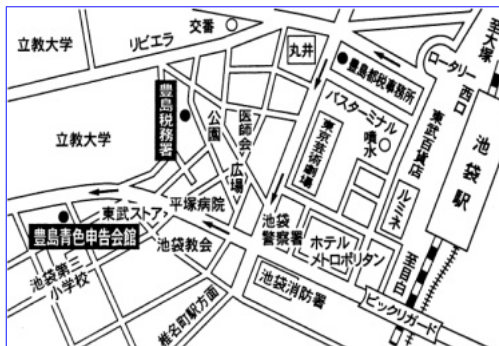 立教大学
交番
リビエラ
丸井
至大塚
ロータリー
西口
池袋駅
豊島都税事務所
バスターミナル
噴水
東武百貨店
東京芸術劇場
ルミネ
豊島税務署
公園
医師会
広場
立教大学
平塚病院
東武ストア
豊島青色申告会館
池袋教会
池袋警察署
ホテル
メトロポリタン
至目白
池袋第三
小学校
池袋消防署
ビックリガード
椎名町駅方面